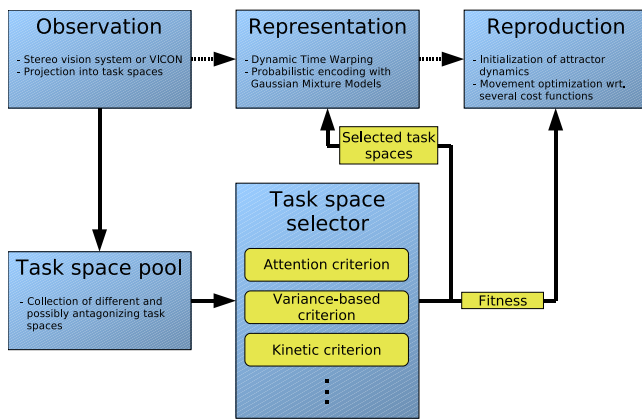 Observation
- Stereo vision system or VICON
- Projection into task spaces
Representation
- Dynamic Time Warping
- Probabilistic encoding with
Gaussian Mixture Models
Reproduction
- Initialization of attractor
dynamics
- Movement optimization wrt.
several cost functions
Selected task
spaces
Task space pool
- Collection of different and
possibly antagonizing task
spaces
Task space
selector
Attention criterion
Variance-based
criterion
Kinetic criterion
Fitness